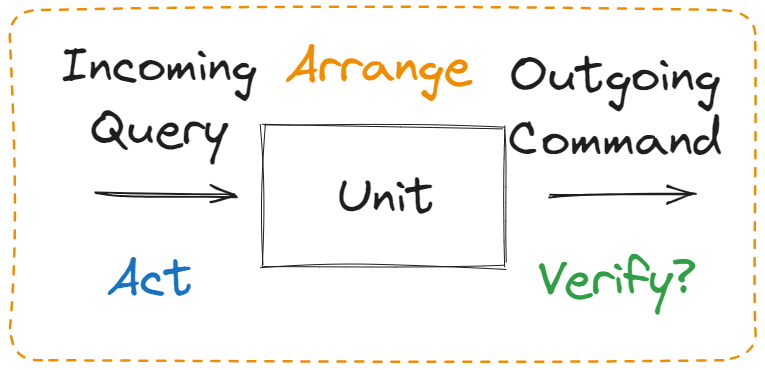 Incoming
Query
Arrange
Outgoing
Command
Unit
Act
Verify?